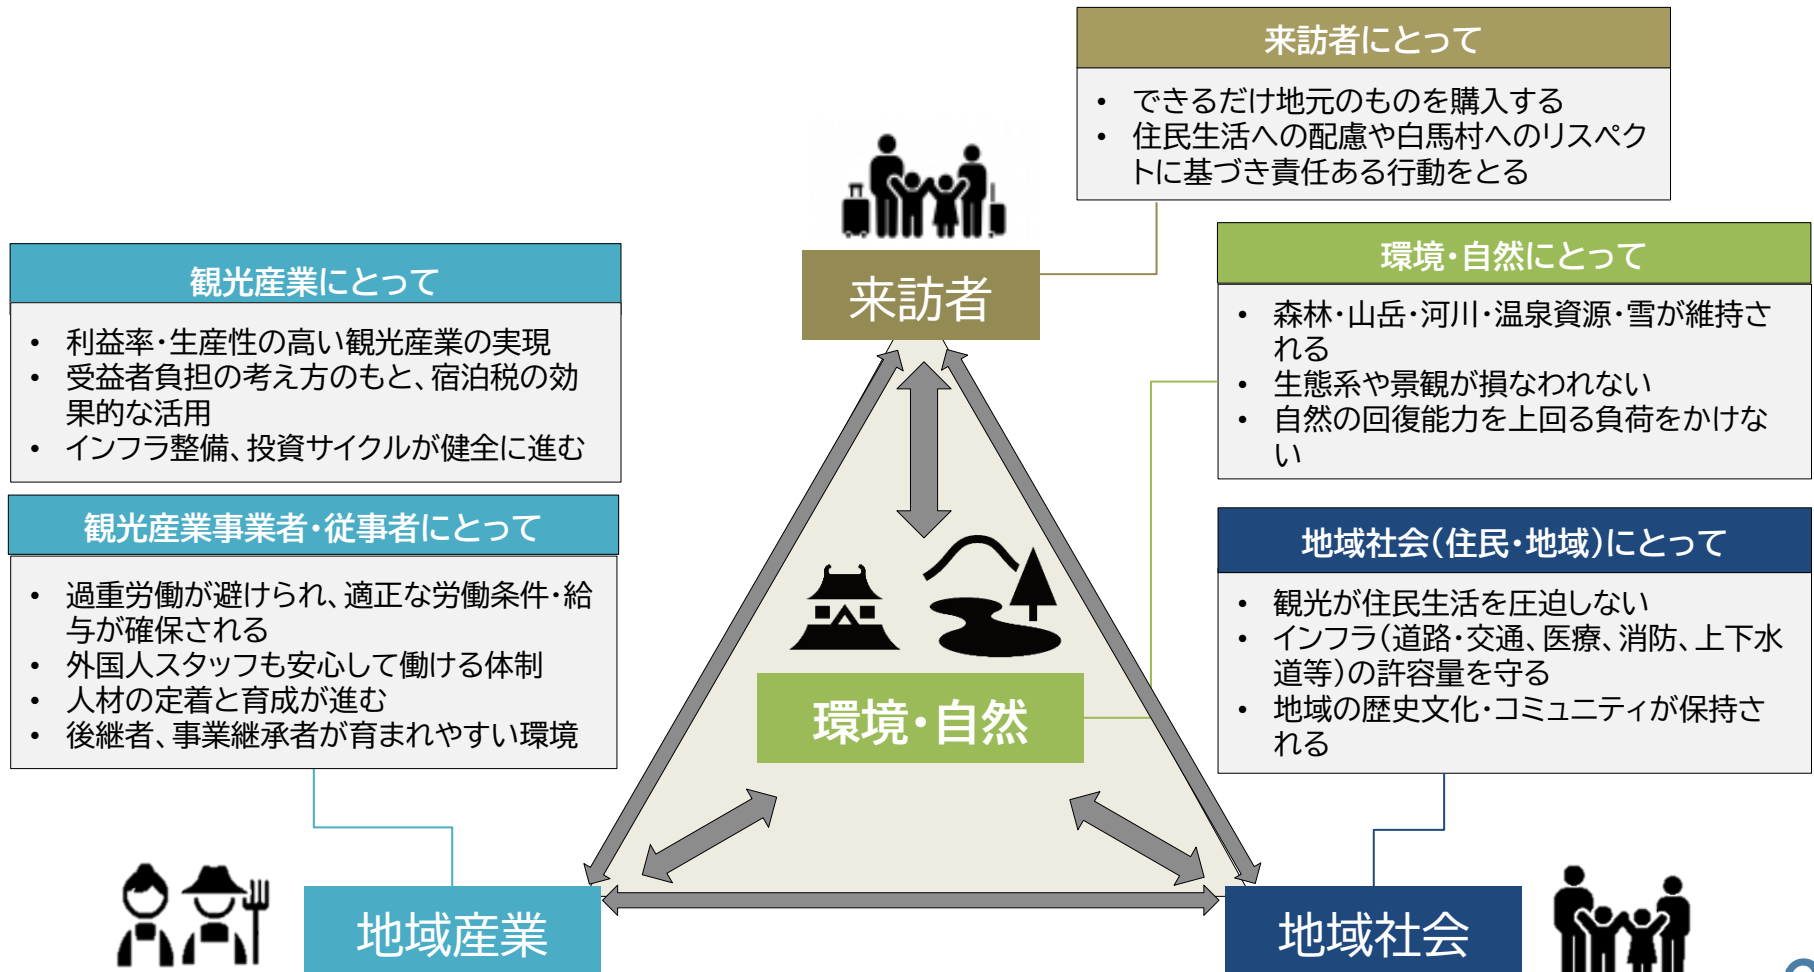 来訪者にとって
• できるだけ地元のものを購入する
• 住民生活への配慮や白馬村へのリスペク
トに基づき責任ある行動をとる
来訪者
観光産業にとって
• 利益率・生産性の高い観光産業の実現
• 受益者負担の考え方のもと、宿泊税の効
果的な活用
• インフラ整備、投資サイクルが健全に進む
環境・自然にとって
• 森林・山岳・河川・温泉資源・雪が維持さ
れる
• 生態系や景観が損なわれない
• 自然の回復能力を上回る負荷をかけな
い
観光産業事業者・従事者にとって
• 過重労働が避けられ、適正な労働条件・給
与が確保される
• 外国人スタッフも安心して働ける体制
• 人材の定着と育成が進む
• 後継者、事業継承者が育まれやすい環境
地域社会(住民・地域)にとって
• 観光が住民生活を圧迫しない
• インフラ(道路・交通、医療、消防、上下水
道等)の許容量を守る
• 地域の歴史文化・コミュニティが保持さ
れる
環境・自然
地域産業
地域社会